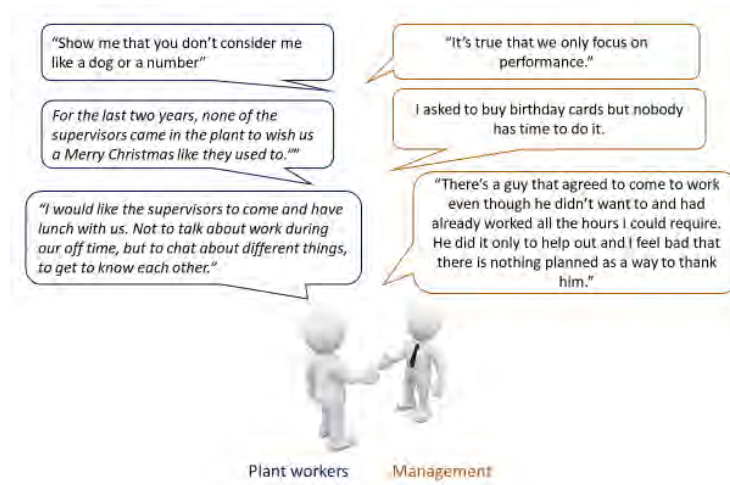 “Show me that you don’t consider me
like a dog or a number”
For the last two years, none of the
supervisors came in the plant to wish us
a Merry Christmas like they used to.””
“I would like the supervisors to come and have
lunch with us. Not to talk about work during
our off time, but to chat about different things,
to get to know each other.”
“It’s true that we only focus on
performance.”
I asked to buy birthday cards but nobody
has time to do it.
“There’s a guy that agreed to come to work
even though he didn’t want to and had
already worked all the hours I could require.
He did it only to help out and I feel bad that
there is nothing planned as a way to thank
him.”
Plant workers
Management